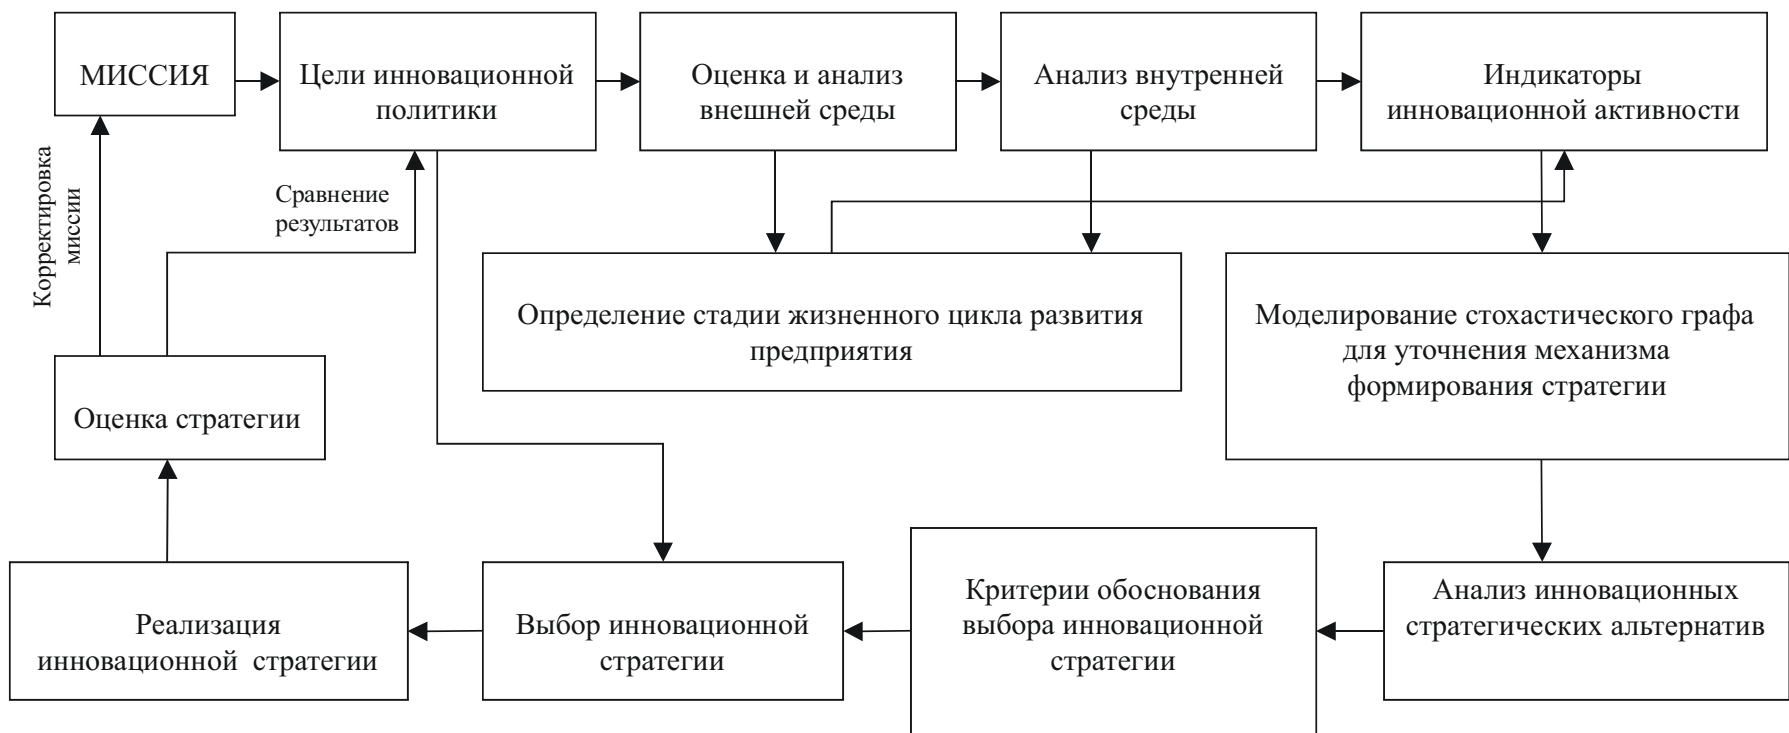 МИССИЯ
Цели инновационной
политики
Оценка и анализ
внешней среды
Анализ внутренней
среды
Индикаторы
инновационной активности
Корректировка
миссии
Сравнение
результатов
Определение стадии жизненного цикла развития
предприятия
Моделирование стохастического графа
для уточнения механизма
формирования стратегии
Оценка стратегии
Реализация
инновационной стратегии
Выбор инновационной
стратегии
Критерии обоснования
выбора инновационной
стратегии
Анализ инновационных
стратегических альтернатив